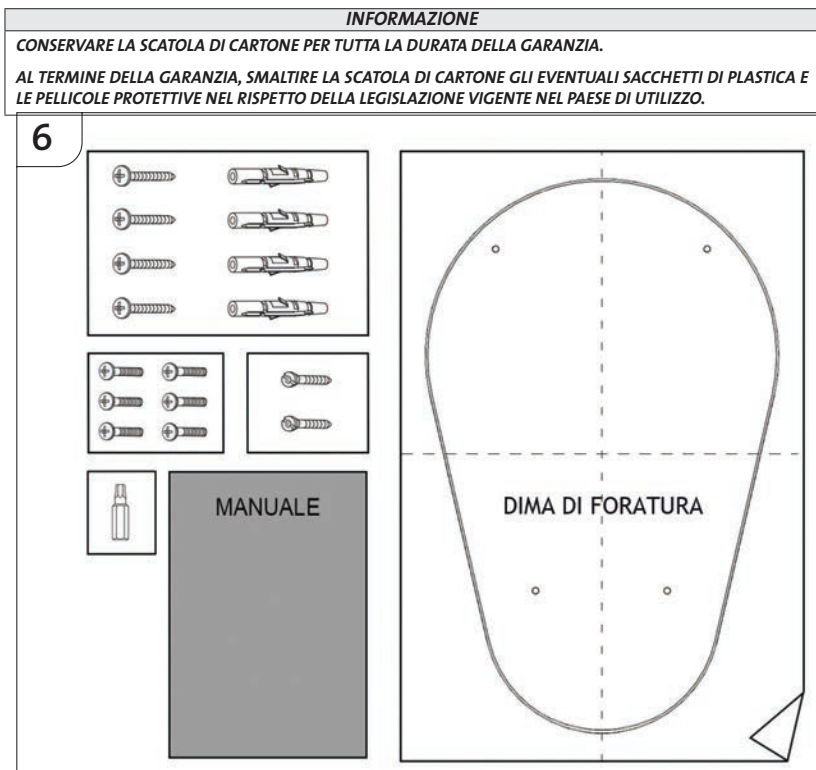 INFORMAZIONE
CONSERVARE LA SCATOLA DI CARTONE PER TUTTA LA DURATA DELLA GARANZIA.
AL TERMINE DELLA GARANZIA, SMALTIRE LA SCATOLA DI CARTONE GLI EVENTUALI SACCHETTI DI PLASTICA E
LE PELLICOLE PROTETTIVE NEL RISPETTO DELLA LEGISLAZIONE VIGENTE NEL PAESE DI UTILIZZO.
6
MANUALE
DIMA DI FORATURA